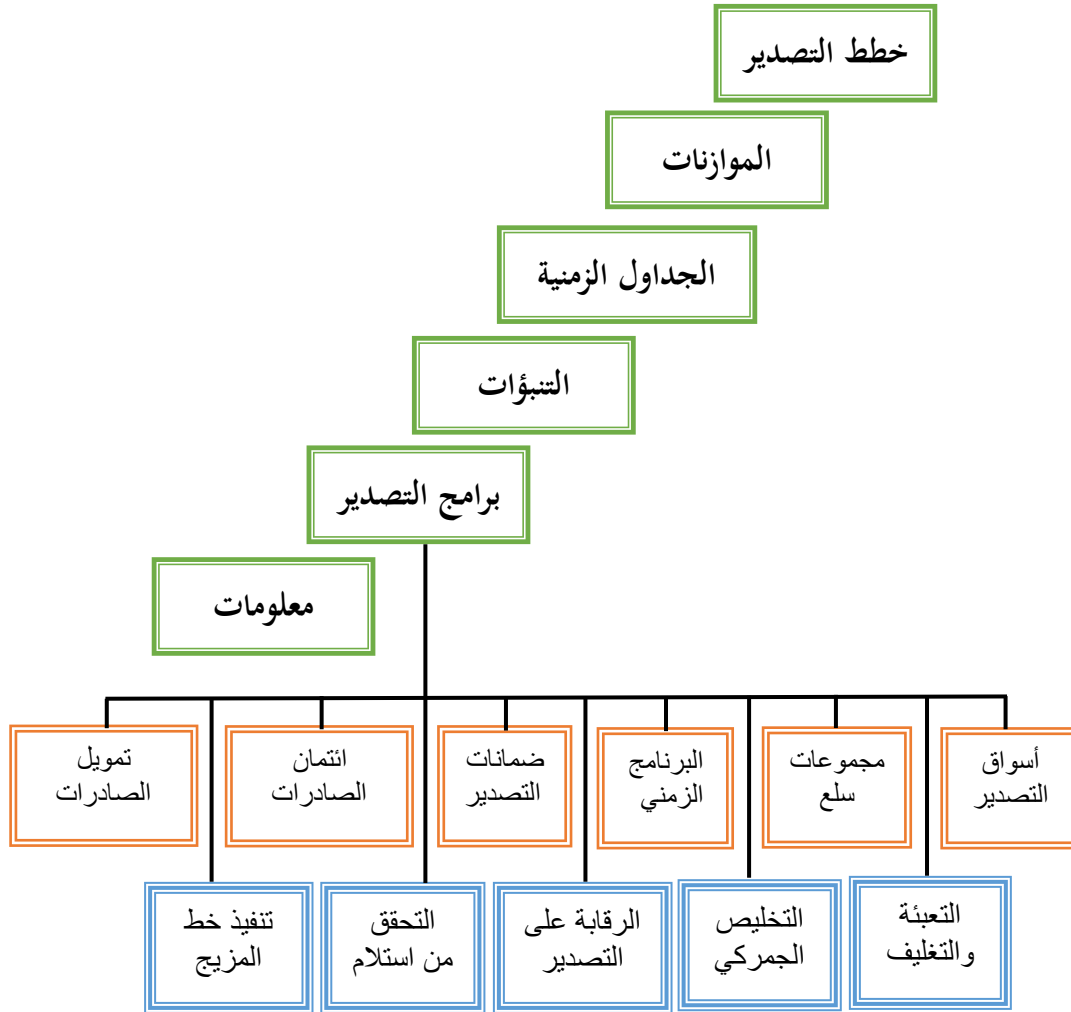 خطط التصدير
الموازنات
الجداول الزمنية
التنبؤات
برامج التصدير
معلومات
أسواق
التصدير
مجموعات
سلع
البرنامج
الزمني
ضمانات
التصدير
ائتمان
الصادرات
تمويل
الصادرات
التعبئة
والتغليف
التخليص
الجمركي
الرقابة على
التصدير
التحقق
من استلام
تنفيذ خط
المزيج